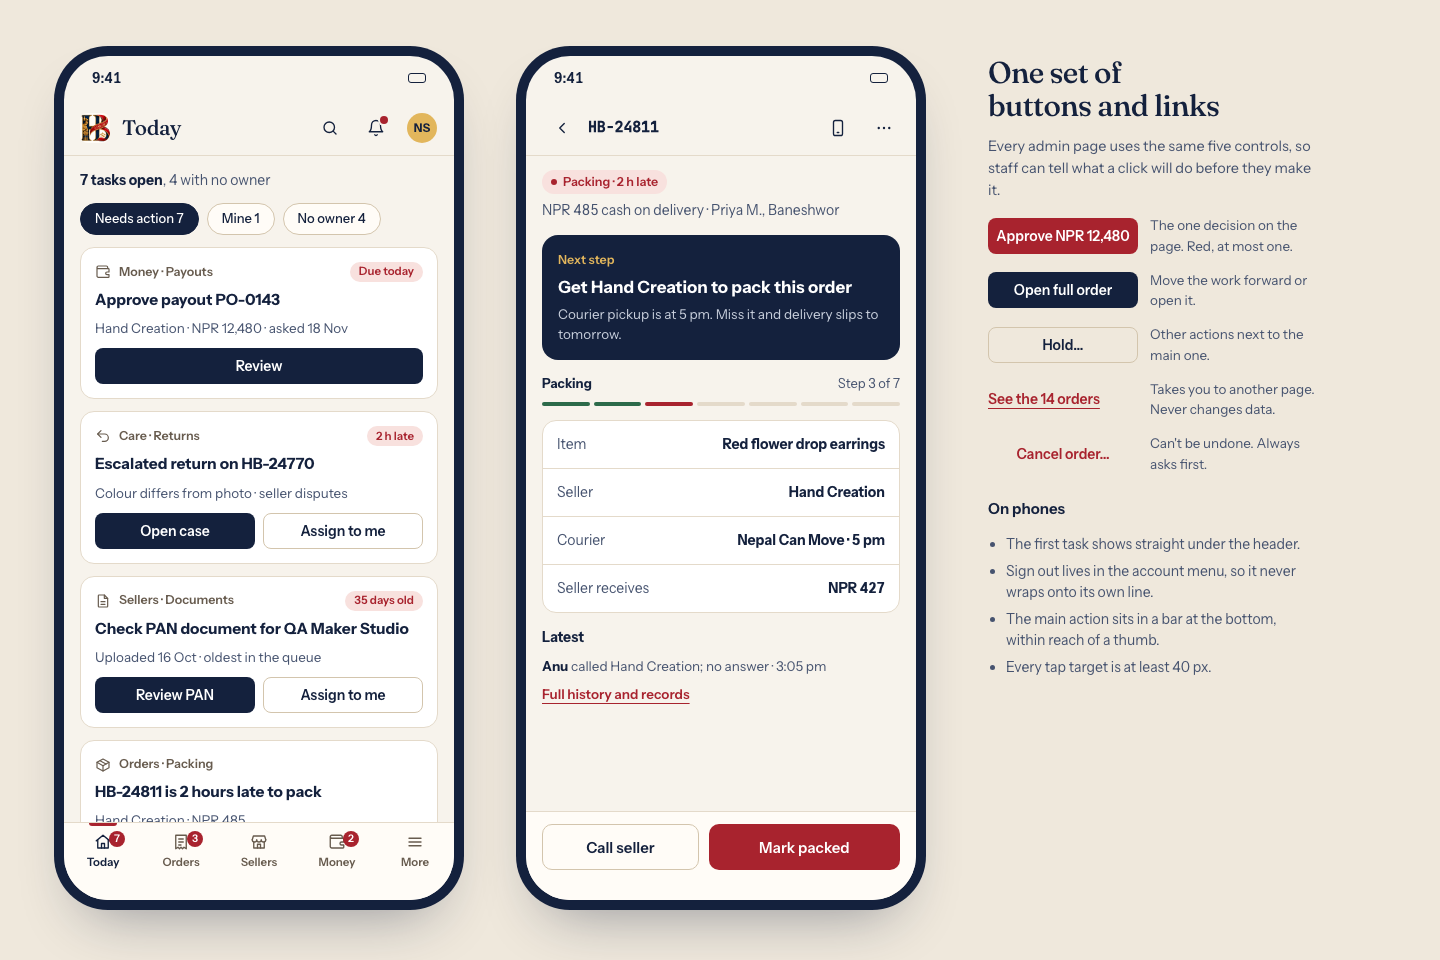 9:41
HB Today
NS
7 tasks open, 4 with no owner
Needs action 7
Mine 1
No owner 4
Money · Payouts
Due today
Approve payout PO-0143
Hand Creation · NPR 12,480 · asked 18 Nov
Review
Care · Returns
2 h late
Escalated return on HB-24770
Colour differs from photo · seller disputes
Open case
Assign to me
Sellers · Documents
35 days old
Check PAN document for QA Maker Studio
Uploaded 16 Oct · oldest in the queue
Review PAN
Assign to me
Orders · Packing
HB-24811 is 2 hours late to pack
Hand Creation · NPR 485
7
3
2
Today
Orders
Sellers
Money
More
9:41
HB-24811
Packing · 2 h late
NPR 485 cash on delivery · Priya M., Baneshwor
Next step
Get Hand Creation to pack this order
Courier pickup is at 5 pm. Miss it and delivery slips to
tomorrow.
Packing
Step 3 of 7
Item
Red flower drop earrings
Seller
Hand Creation
Courier
Nepal Can Move · 5 pm
Seller receives
NPR 427
Latest
Anu called Hand Creation; no answer · 3:05 pm
Full history and records
Call seller
Mark packed
One set of
buttons and links
Every admin page uses the same five controls, so
staff can tell what a click will do before they make
it.
Approve NPR 12,480
The one decision on the
page. Red, at most one.
Open full order
Move the work forward or
open it.
Hold...
Other actions next to the
main one.
See the 14 orders
Takes you to another page.
Never changes data.
Cancel order...
Can't be undone. Always
asks first.
On phones
• The first task shows straight under the header.
• Sign out lives in the account menu, so it never
wraps onto its own line.
• The main action sits in a bar at the bottom,
within reach of a thumb.
• Every tap target is at least 40 px.